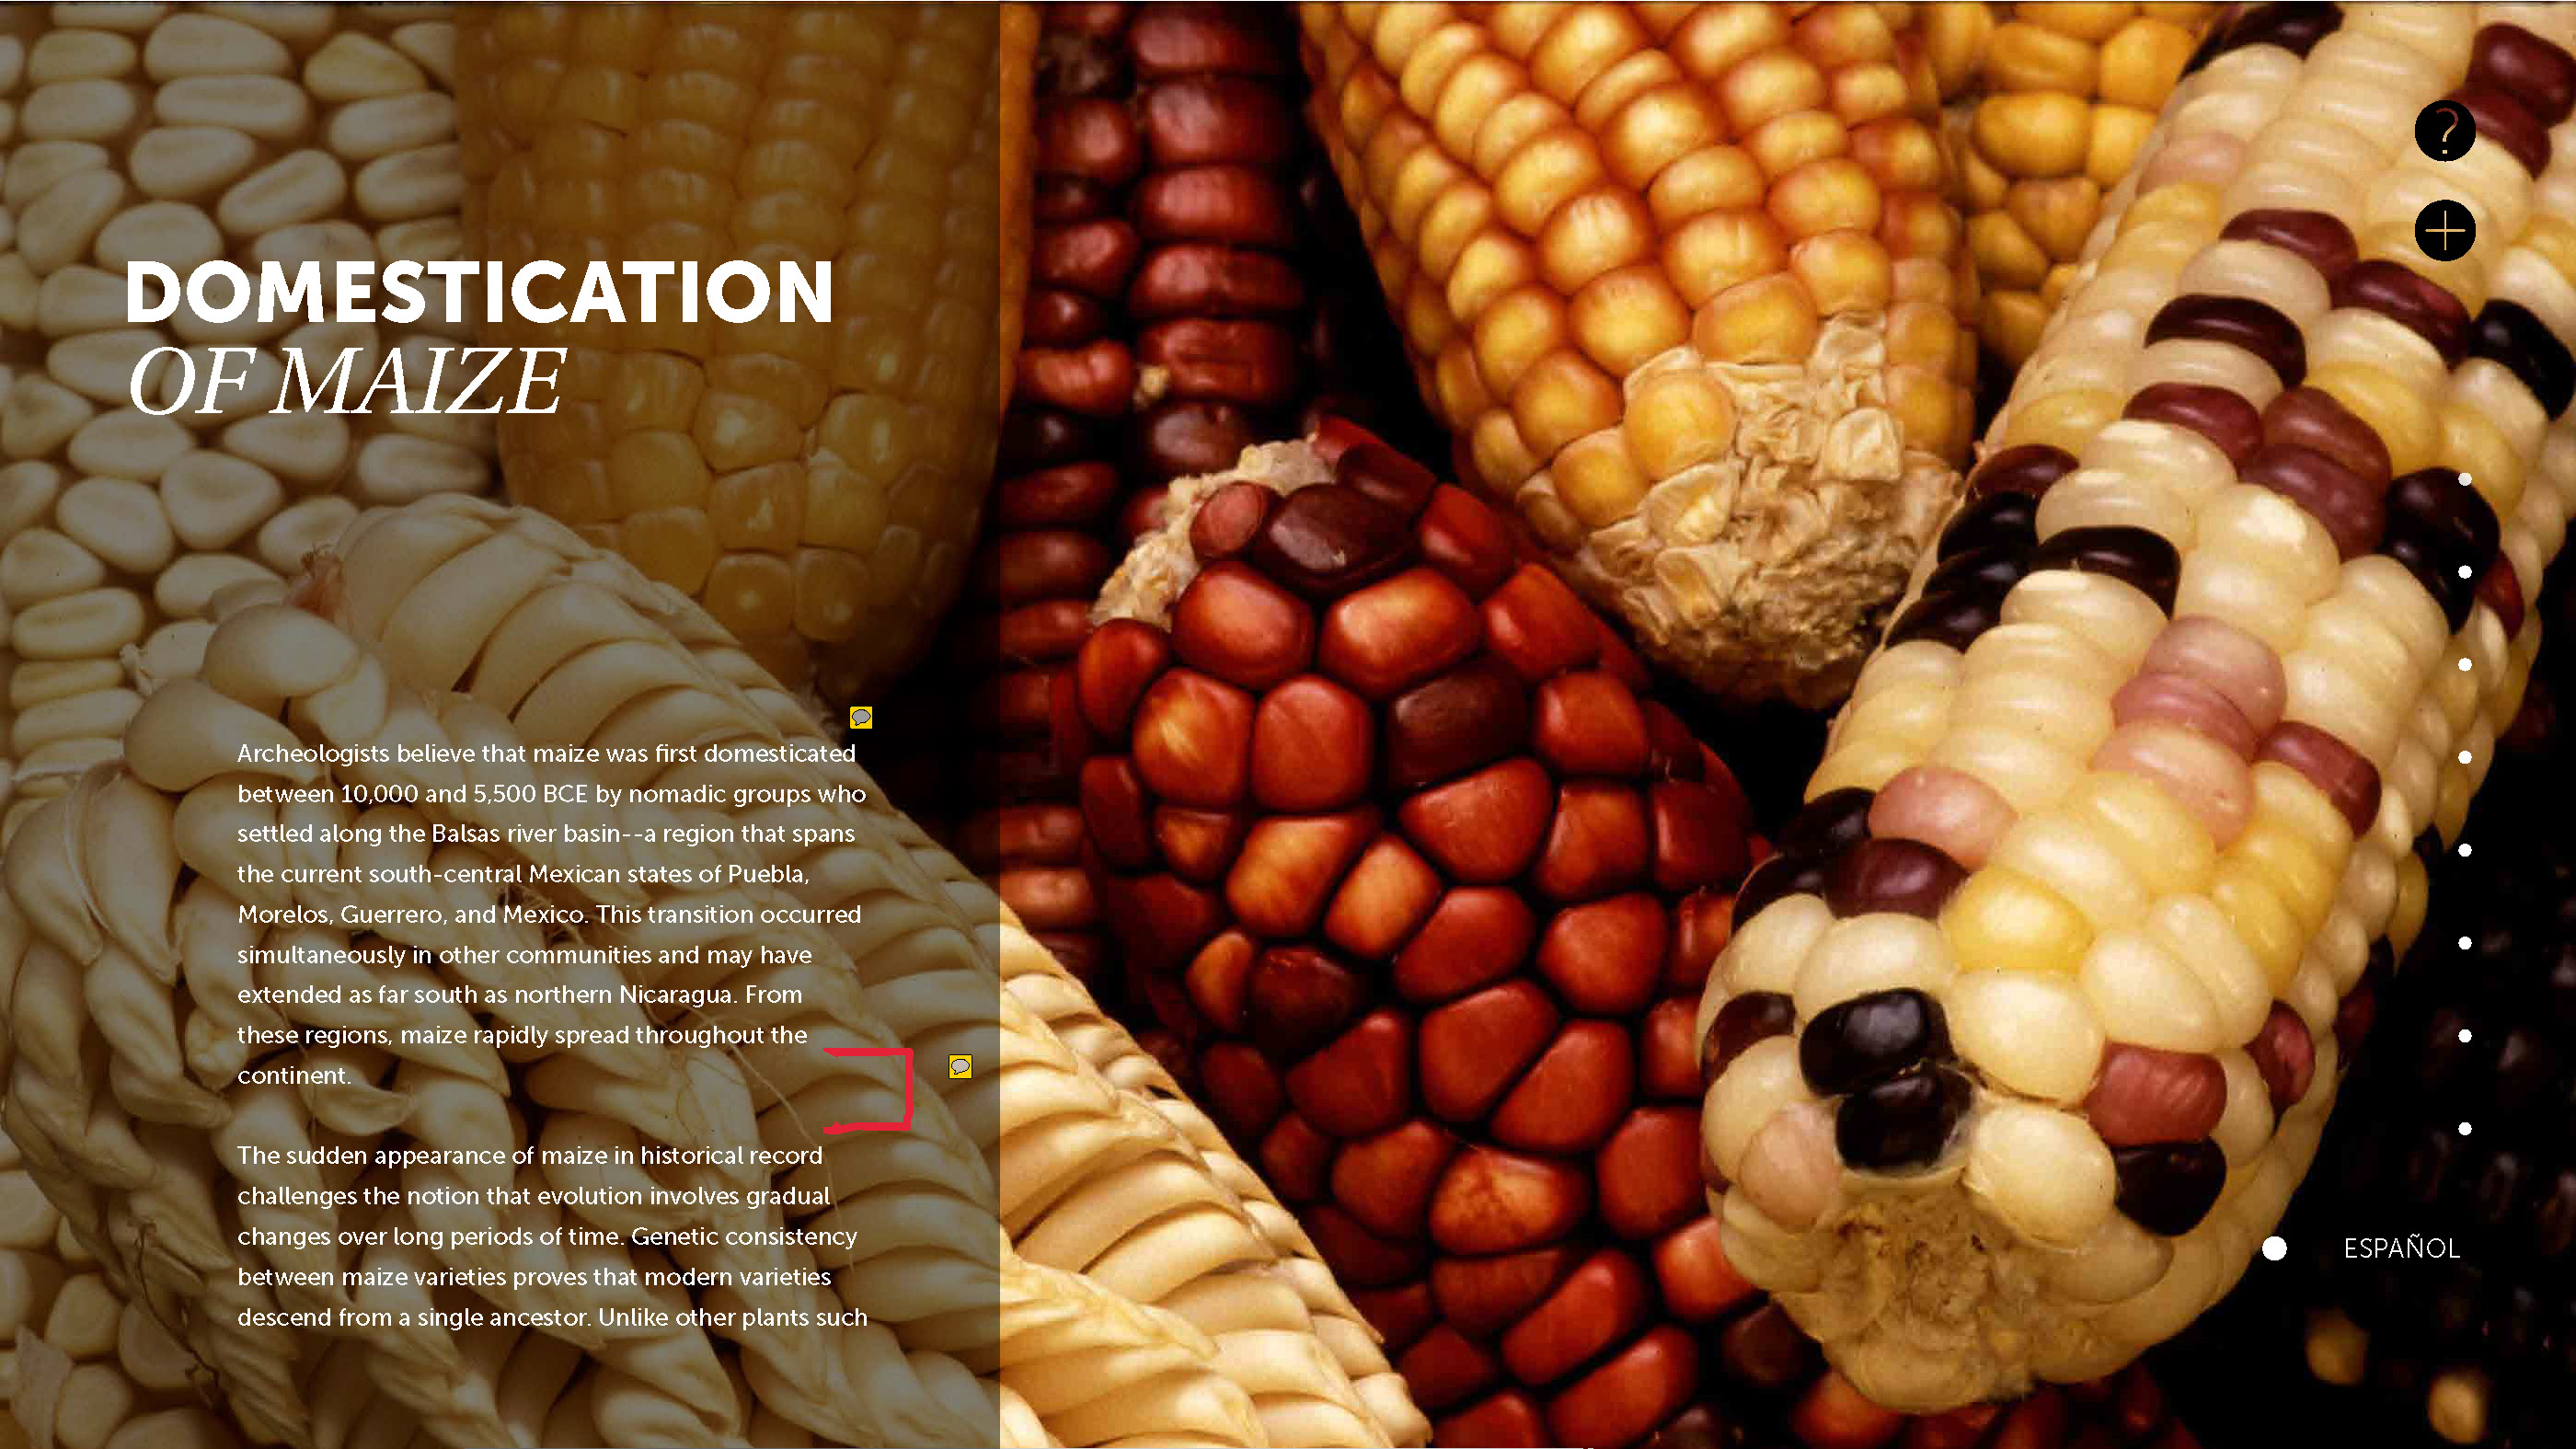 DOMESTICATION
OF MAIZE
Archeologists believe that maize was first domesticated
between 10,000 and 5,500 BCE by nomadic groups who
settled along the Balsas river basin--a region that spans
the current south-central Mexican states of Puebla,
Morelos, Guerrero, and Mexico. This transition occurred
simultaneously in other communities and may have
extended as far south as northern Nicaragua. From
these regions, maize rapidly spread throughout the
continent.
The sudden appearance of maize in historical record
challenges the notion that evolution involves gradual
changes over long periods of time. Genetic consistency
between maize varieties proves that modern varieties
descend from a single ancestor. Unlike other plants such
?
+
ESPAÑOL